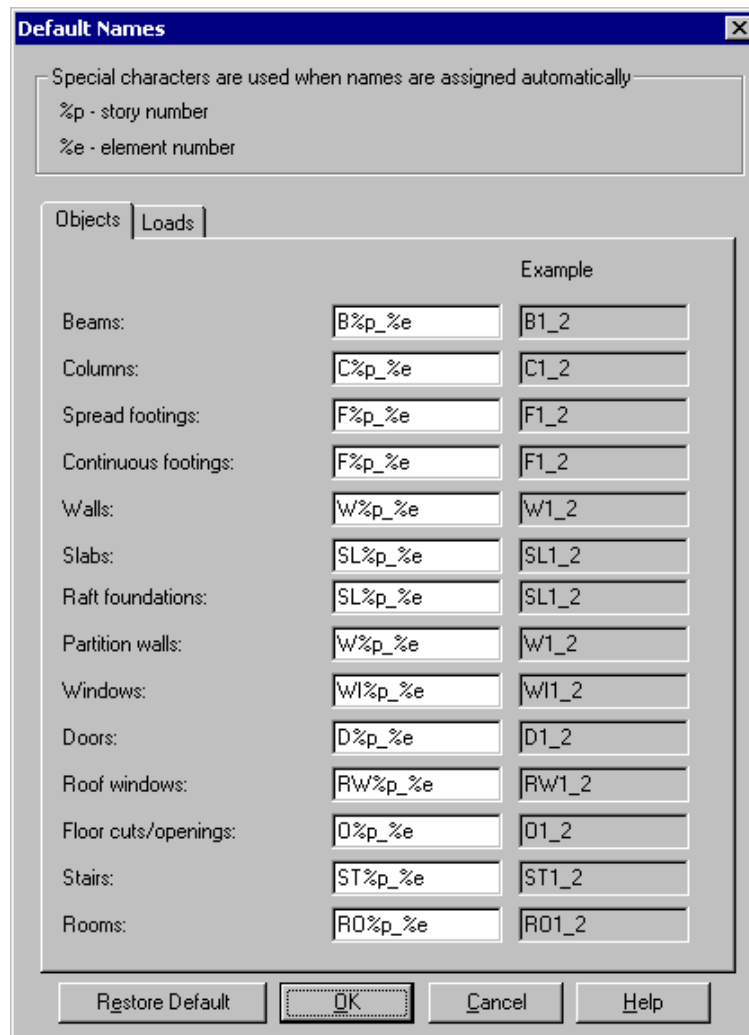 Default Names
Special characters are used when names are assigned automatically
%p - story number
%e - element number
Objects Loads
Example
Beams: B%p_%e B1_2
Columns: C%p_%e C1_2
Spread footings: F%p_%e F1_2
Continuous footings: F%p_%e F1_2
Walls: W%p_%e W1_2
Slabs: SL%p_%e SL1_2
Raft foundations: SL%p_%e SL1_2
Partition walls: W%p_%e W1_2
Windows: WI%p_%e WI1_2
Doors: D%p_%e D1_2
Roof windows: RW%p_%e RW1_2
Floor cuts/openings: O%p_%e O1_2
Stairs: ST%p_%e ST1_2
Rooms: RO%p_%e RO1_2
Restore Default OK Cancel Help